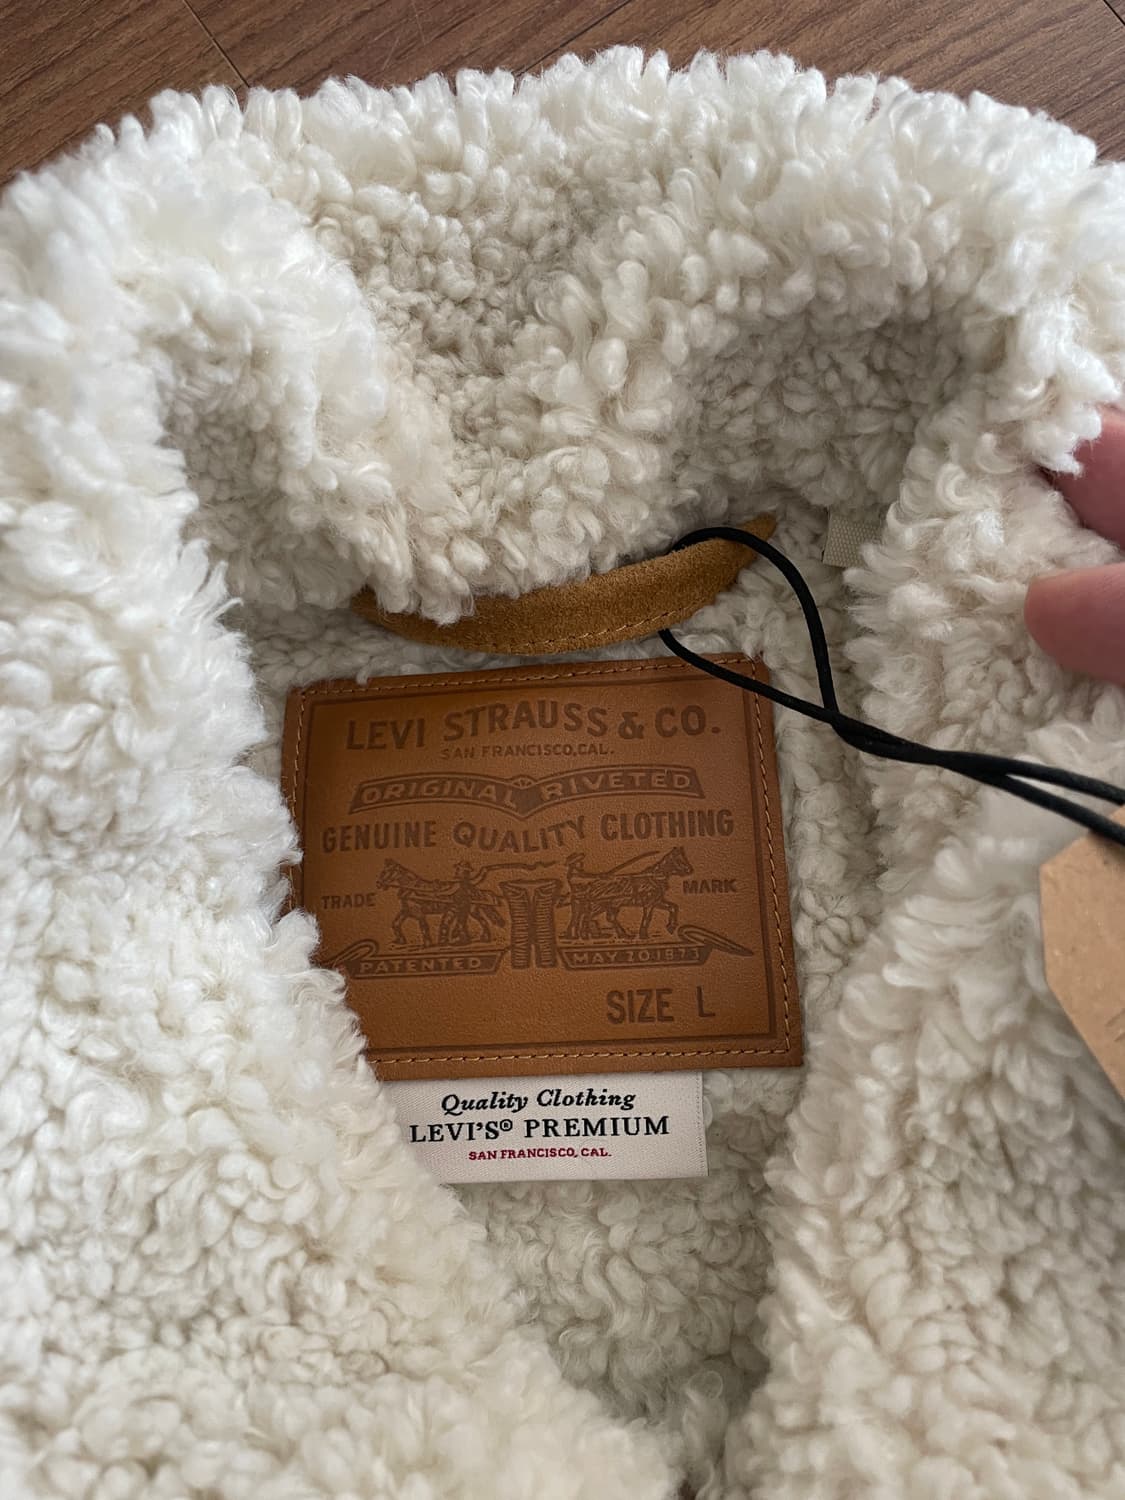 LEVI STRAUSS & CO.
SAN FRANCISCO, CAL.
ORIGINAL RIVETED
GENUINE QUALITY CLOTHING
TRADE MARK
PATENTED MAY 20 1873
SIZE L
Quality Clothing
LEVI'S® PREMIUM
SAN FRANCISCO, CAL.